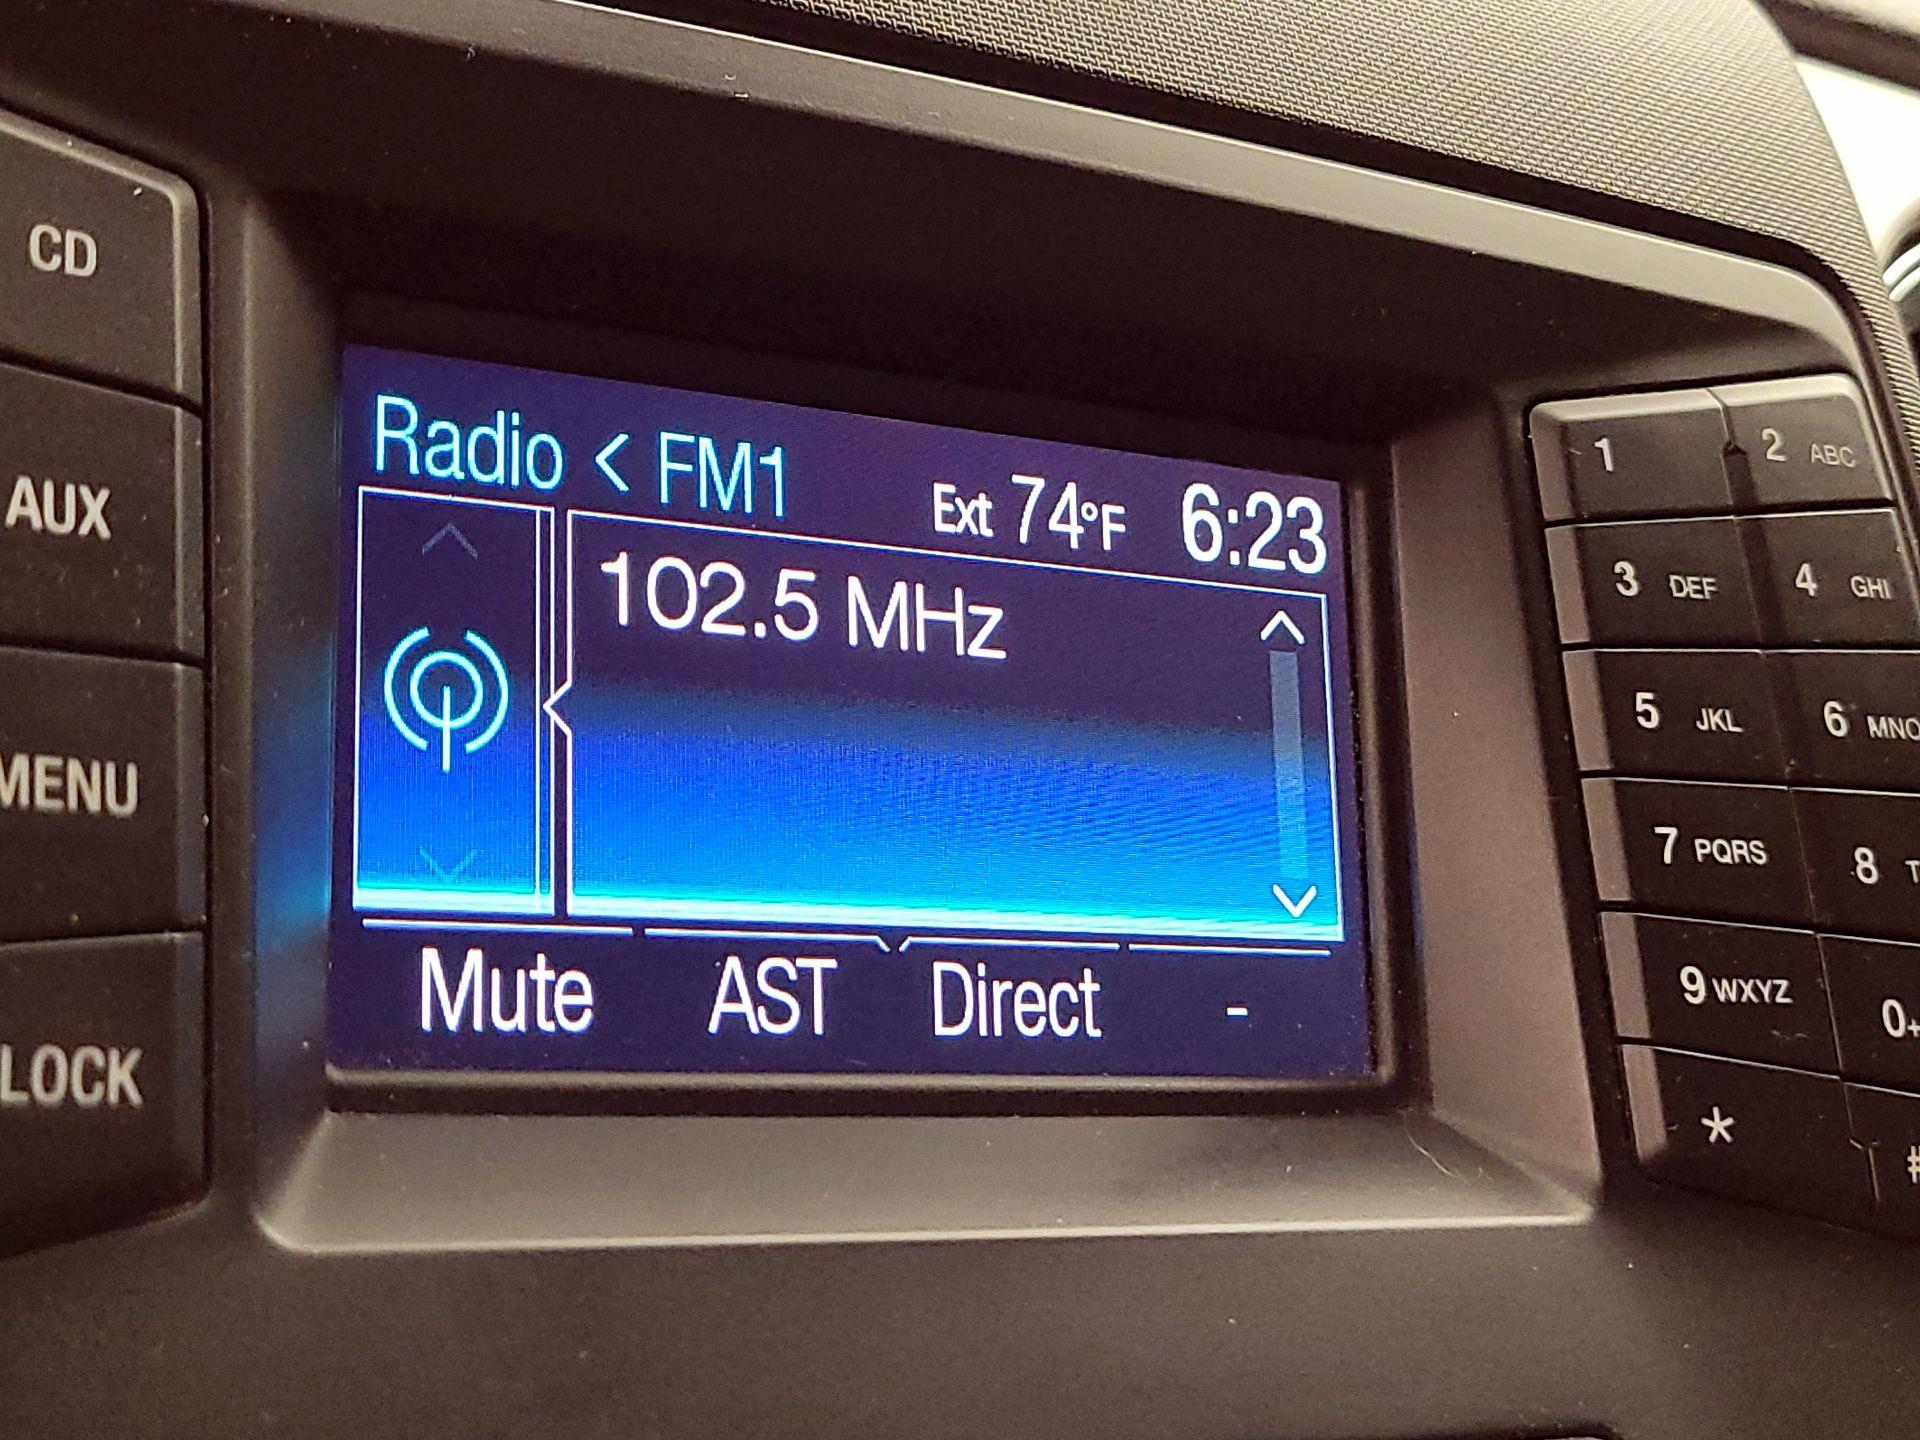 CD
AUX
MENU
LOCK
Radio < FM1
Ext 74°F 6:23
102.5 MHz
Mute AST Direct -
1 2 ABC
3 DEF 4 GHI
5 JKL 6 MNO
7 PQRS 8 T
9 WXYZ 0+
* #